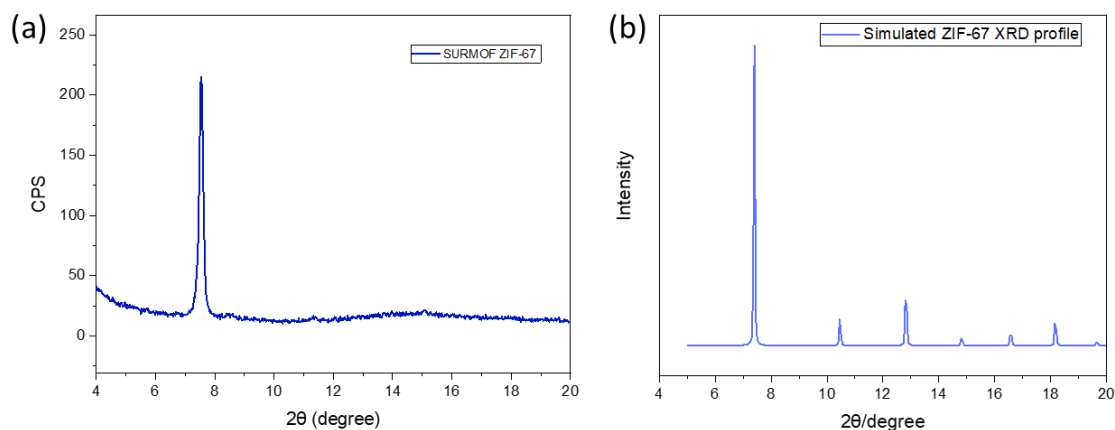 (a)
SURMOF ZIF-67
250
200
150
100
50
0
CPS
4 6 8 10 12 14 16 18 20
2θ (degree)
(b)
Simulated ZIF-67 XRD profile
Intensity
4 6 8 10 12 14 16 18 20
2θ/degree